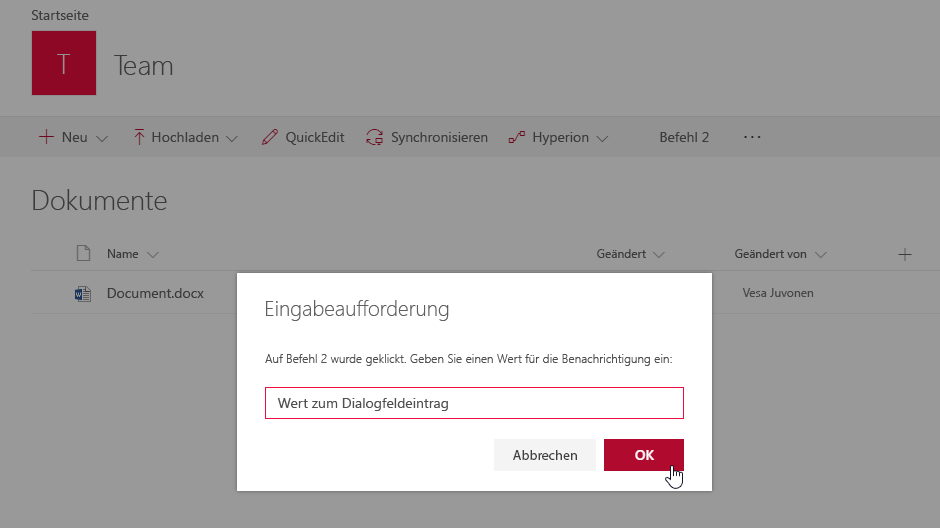 Startseite
T
Team
Neu Hochladen QuickEdit Synchronisieren Hyperion Befehl 2 ···
Dokumente
Name Geändert Geändert von
Document.docx Vesa Juvonen
Eingabeaufforderung
Auf Befehl 2 wurde geklickt. Geben Sie einen Wert für die Benachrichtigung ein:
Wert zum Dialogfeldeintrag
Abbrechen OK